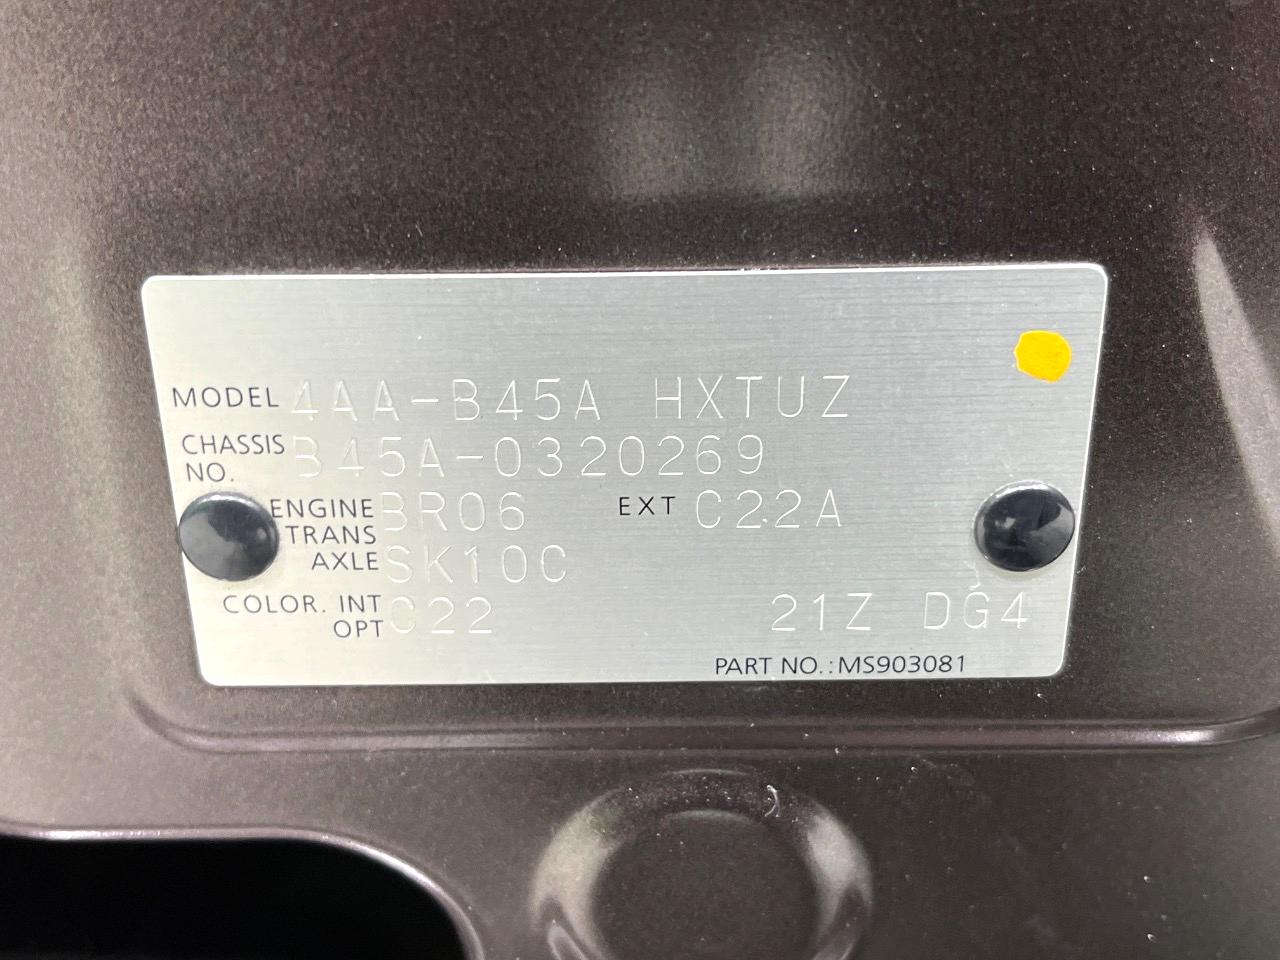 MODEL 4AA-B45A HXTUZ
CHASSIS NO. B45A-0320269
ENGINE BR06 EXT C22A
TRANS AXLE SK10C
COLOR. INT C22 21Z DG4
OPT
PART NO.: MS903081